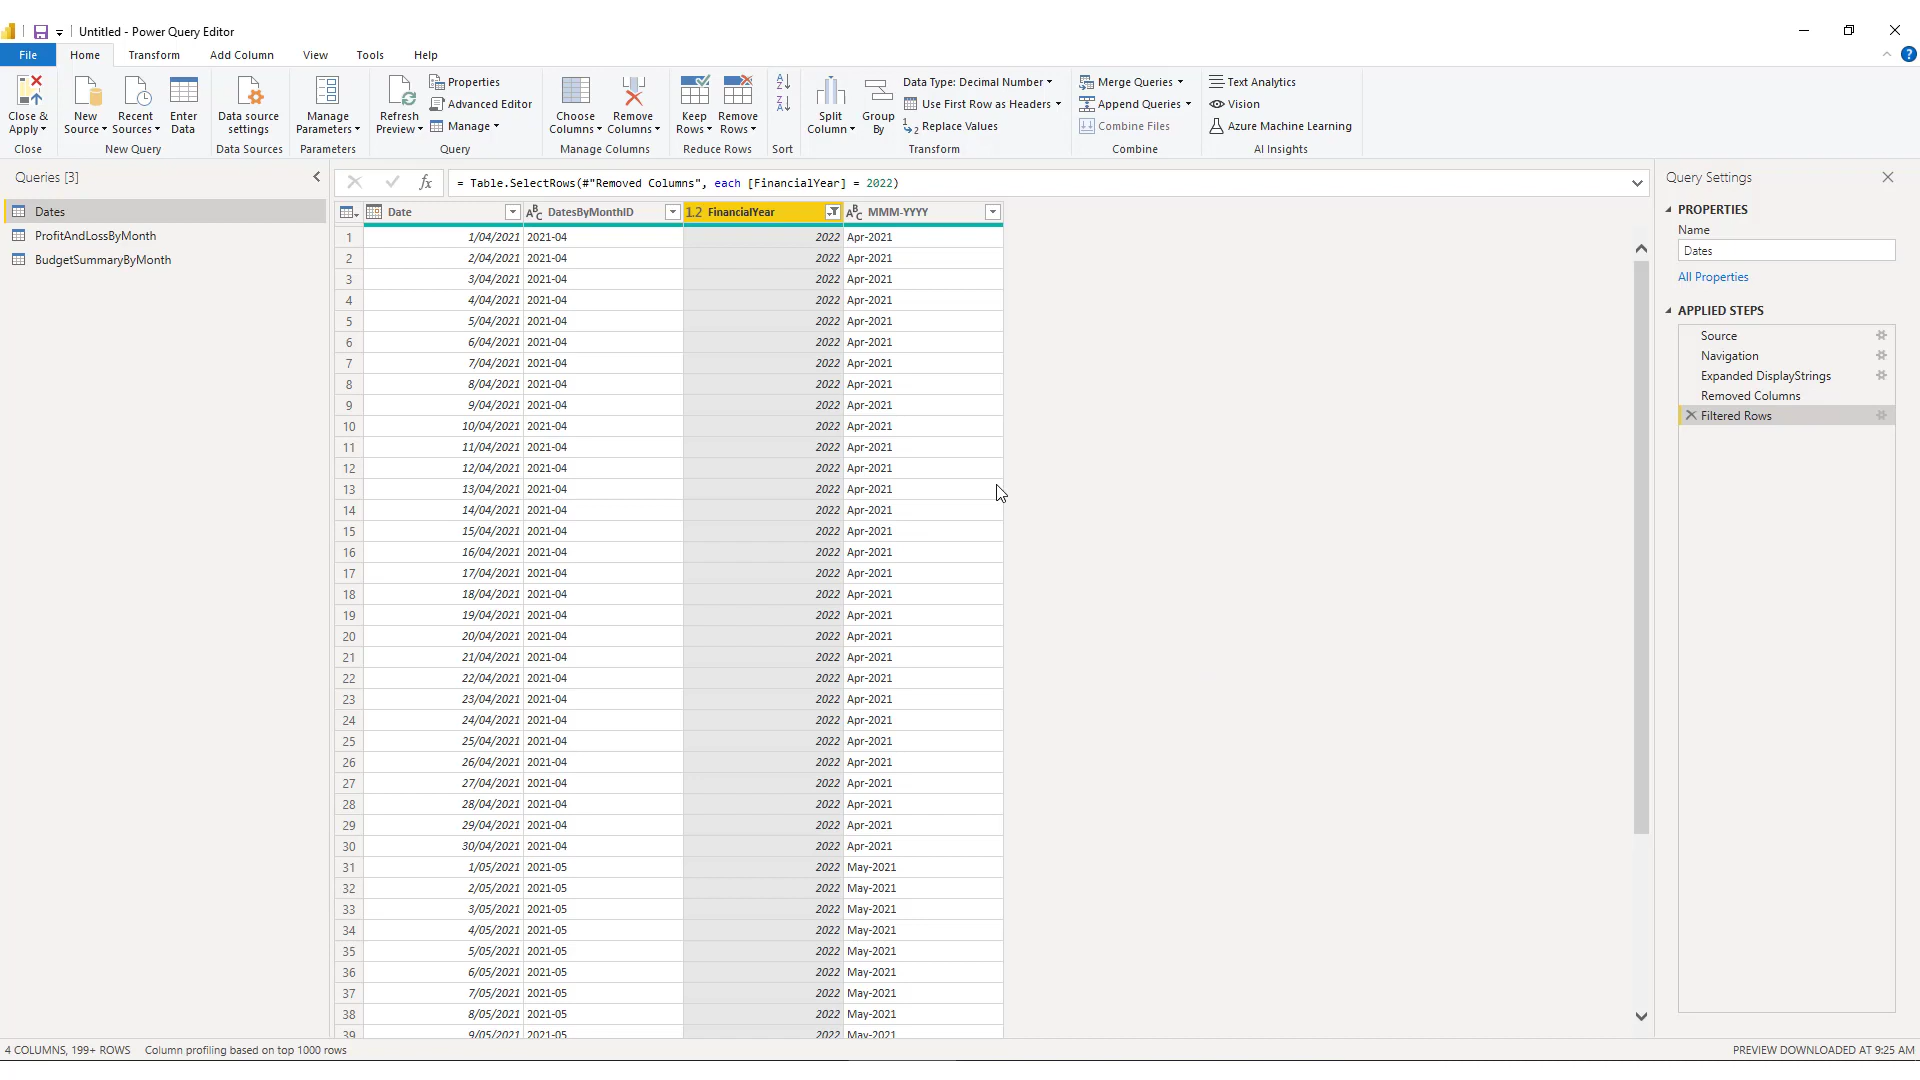 Untitled - Power Query Editor
File Home Transform Add Column View Tools Help
Close & Apply
New Source
Recent Sources
Enter Data
Data source settings
Manage Parameters
Refresh Preview
Properties
Advanced Editor
Manage
Choose Columns
Remove Columns
Keep Rows
Remove Rows
Split Column
Group By
Data Type: Decimal Number
Use First Row as Headers
Replace Values
Merge Queries
Append Queries
Combine Files
Text Analytics
Vision
Azure Machine Learning
Close New Query Data Sources Parameters Query Manage Columns Reduce Rows Sort Transform Combine AI Insights
Queries [3]
Dates
ProfitAndLossByMonth
BudgetSummaryByMonth
= Table.SelectRows(#"Removed Columns", each [FinancialYear] = 2022)
Date DatesByMonthID 1.2 FinancialYear MMM-YYYY
1 1/04/2021 2021-04 2022 Apr-2021
2 2/04/2021 2021-04 2022 Apr-2021
3 3/04/2021 2021-04 2022 Apr-2021
4 4/04/2021 2021-04 2022 Apr-2021
5 5/04/2021 2021-04 2022 Apr-2021
6 6/04/2021 2021-04 2022 Apr-2021
7 7/04/2021 2021-04 2022 Apr-2021
8 8/04/2021 2021-04 2022 Apr-2021
9 9/04/2021 2021-04 2022 Apr-2021
10 10/04/2021 2021-04 2022 Apr-2021
11 11/04/2021 2021-04 2022 Apr-2021
12 12/04/2021 2021-04 2022 Apr-2021
13 13/04/2021 2021-04 2022 Apr-2021
14 14/04/2021 2021-04 2022 Apr-2021
15 15/04/2021 2021-04 2022 Apr-2021
16 16/04/2021 2021-04 2022 Apr-2021
17 17/04/2021 2021-04 2022 Apr-2021
18 18/04/2021 2021-04 2022 Apr-2021
19 19/04/2021 2021-04 2022 Apr-2021
20 20/04/2021 2021-04 2022 Apr-2021
21 21/04/2021 2021-04 2022 Apr-2021
22 22/04/2021 2021-04 2022 Apr-2021
23 23/04/2021 2021-04 2022 Apr-2021
24 24/04/2021 2021-04 2022 Apr-2021
25 25/04/2021 2021-04 2022 Apr-2021
26 26/04/2021 2021-04 2022 Apr-2021
27 27/04/2021 2021-04 2022 Apr-2021
28 28/04/2021 2021-04 2022 Apr-2021
29 29/04/2021 2021-04 2022 Apr-2021
30 30/04/2021 2021-04 2022 Apr-2021
31 1/05/2021 2021-05 2022 May-2021
32 2/05/2021 2021-05 2022 May-2021
33 3/05/2021 2021-05 2022 May-2021
34 4/05/2021 2021-05 2022 May-2021
35 5/05/2021 2021-05 2022 May-2021
36 6/05/2021 2021-05 2022 May-2021
37 7/05/2021 2021-05 2022 May-2021
38 8/05/2021 2021-05 2022 May-2021
39 9/05/2021 2021-05 2022 May-2021
Query Settings
PROPERTIES
Name
Dates
All Properties
APPLIED STEPS
Source
Navigation
Expanded DisplayStrings
Removed Columns
Filtered Rows
4 COLUMNS, 199+ ROWS Column profiling based on top 1000 rows
PREVIEW DOWNLOADED AT 9:25 AM